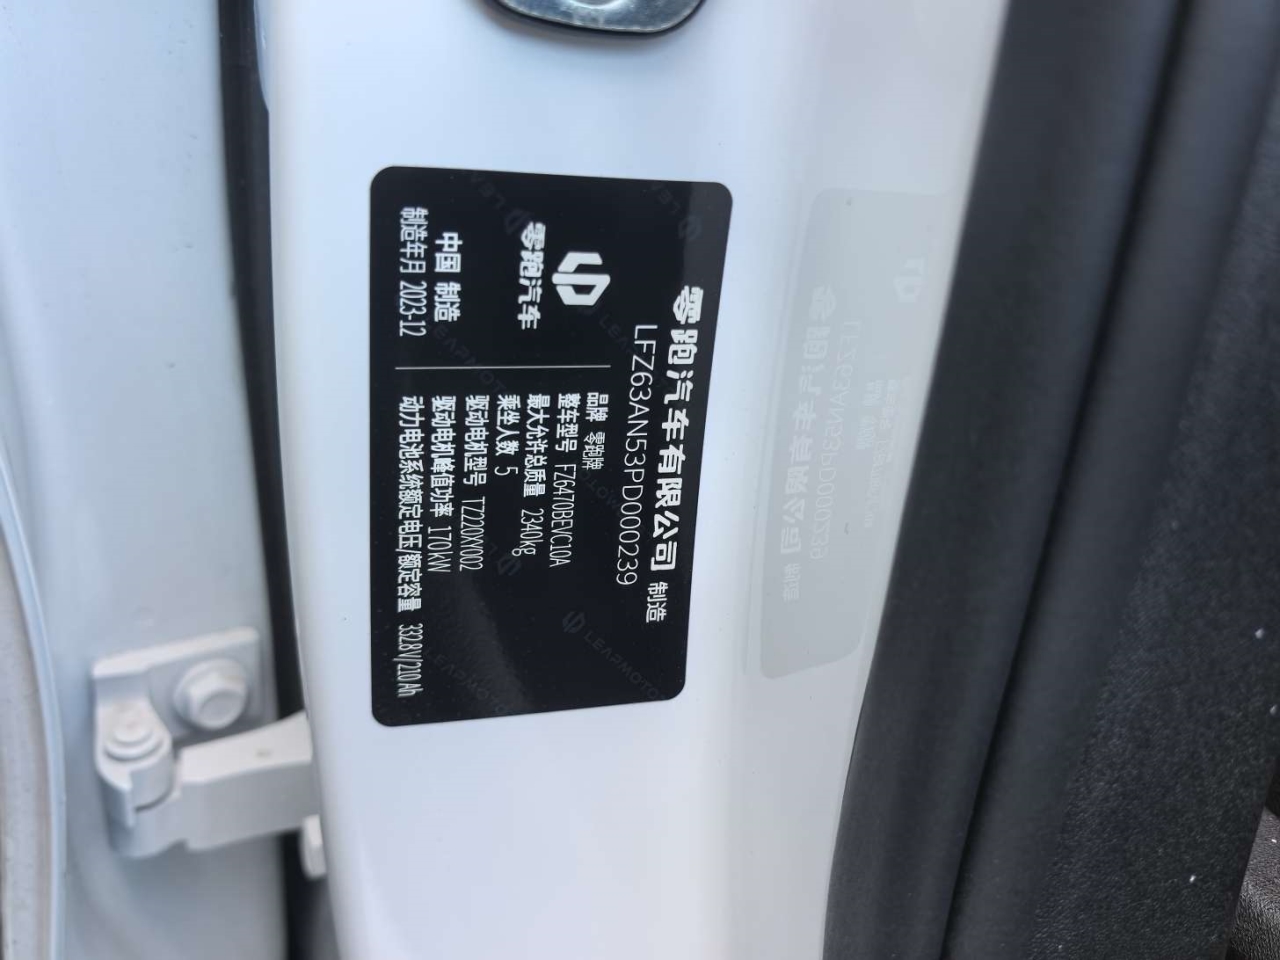 零跑汽车有限公司 制造
LFZ63AN53PD000239
零跑汽车
中国 制造
制造年月 2023-12
品牌 零跑牌
整车型号 FZ6470BEVC10A
最大允许总质量 2340kg
乘坐人数 5
驱动电机型号 TZ220XY002
驱动电机峰值功率 170kW
动力电池系统额定电压/额定容量 332.8V/210Ah